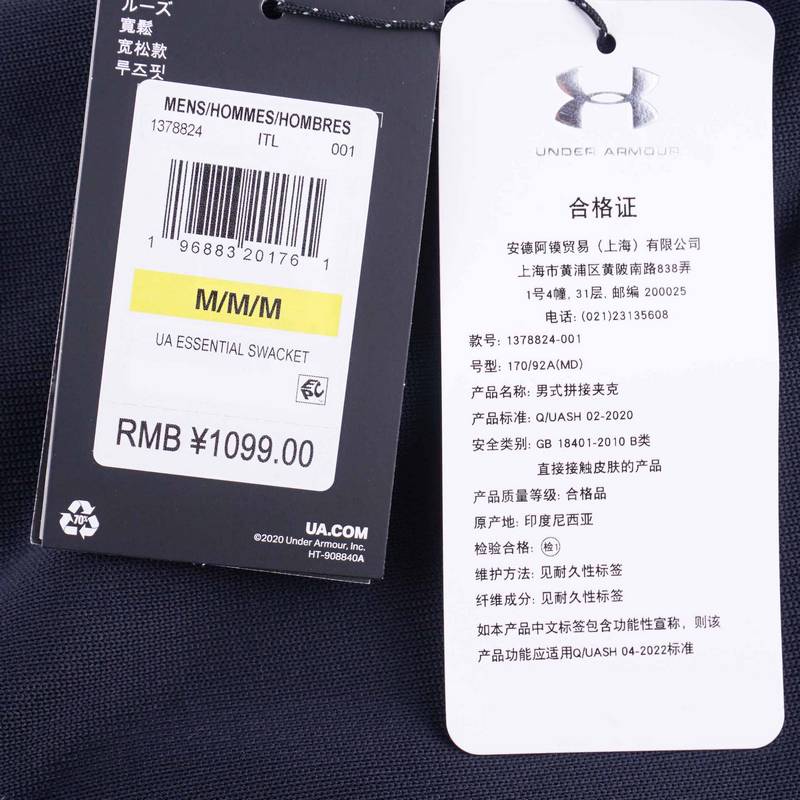 ルーズ
寬鬆
宽松款
루즈핏
MENS/HOMMES/HOMBRES
1378824 ITL 001
1 96883 20176 1
M/M/M
UA ESSENTIAL SWACKET
RMB ¥1099.00
70%
UA.COM
©2020 Under Armour, Inc.
HT-908840A
UNDER ARMOUR
合格证
安德阿镆贸易（上海）有限公司
上海市黄浦区黄陂南路838弄
1号4幢, 31层, 邮编 200025
电话: (021)23135608
款号: 1378824-001
号型: 170/92A(MD)
产品名称: 男式拼接夹克
产品标准: Q/UASH 02-2020
安全类别: GB 18401-2010 B类
直接接触皮肤的产品
产品质量等级: 合格品
原产地: 印度尼西亚
检验合格: 检1
维护方法: 见耐久性标签
纤维成分: 见耐久性标签
如本产品中文标签包含功能性宣称，则该
产品功能应适用Q/UASH 04-2022标准